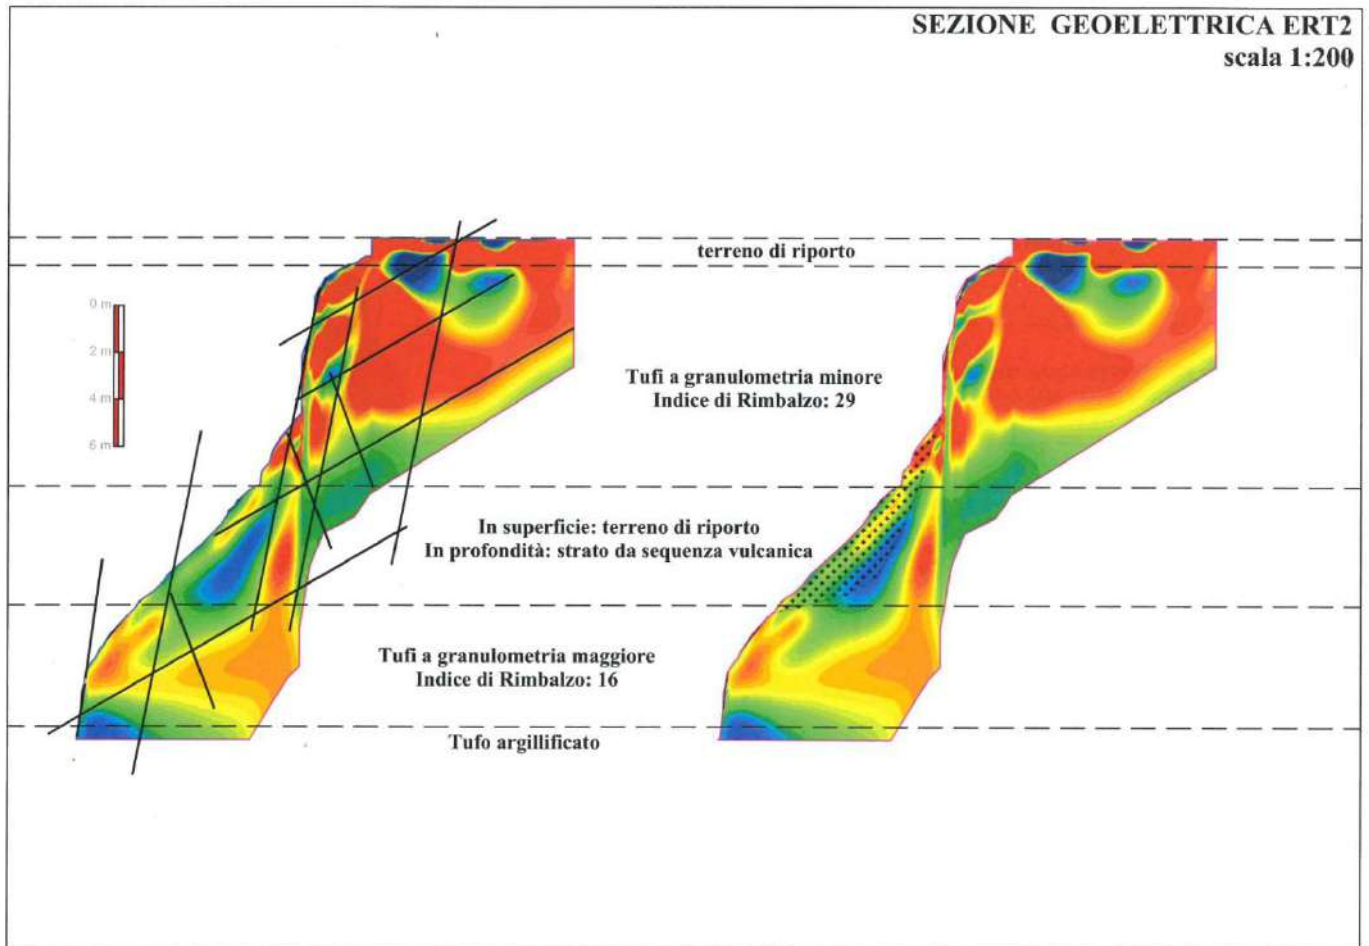 SEZIONE GEOELETTRICA ERT2
scala 1:200
terreno di riporto
0 m
2 m
4 m
6 m
Tufi a granulometria minore
Indice di Rimbalzo: 29
In superficie: terreno di riporto
In profondità: strato da sequenza vulcanica
Tufi a granulometria maggiore
Indice di Rimbalzo: 16
Tufo argillificato